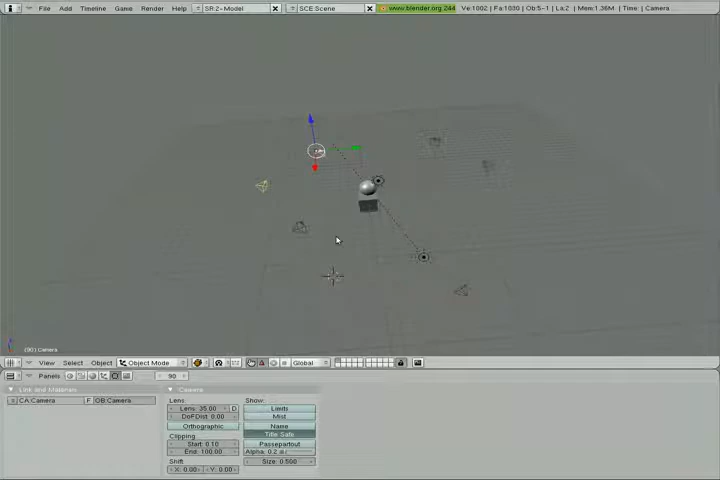 File Add Timeline Game Render Help SR:2-Model SCE:Scene www.blender.org 244 Ve:1002 | Fa:1030 | Ob:5-1 | La:2 | Mem:1.36M | Time: | Camera
(90) Camera
View Select Object Object Mode Global
Panels 90
Link and Materials
CA:Camera F OB:Camera
Camera
Lens:
Lens: 35.00 D
DoFDist: 0.00
Orthographic
Clipping:
Start: 0.10
End: 100.00
Shift
X: 0.00 Y: 0.00
Show:
Limits
Mist
Name
Title Safe
Passepartout
Alpha: 0.2
Size: 0.500